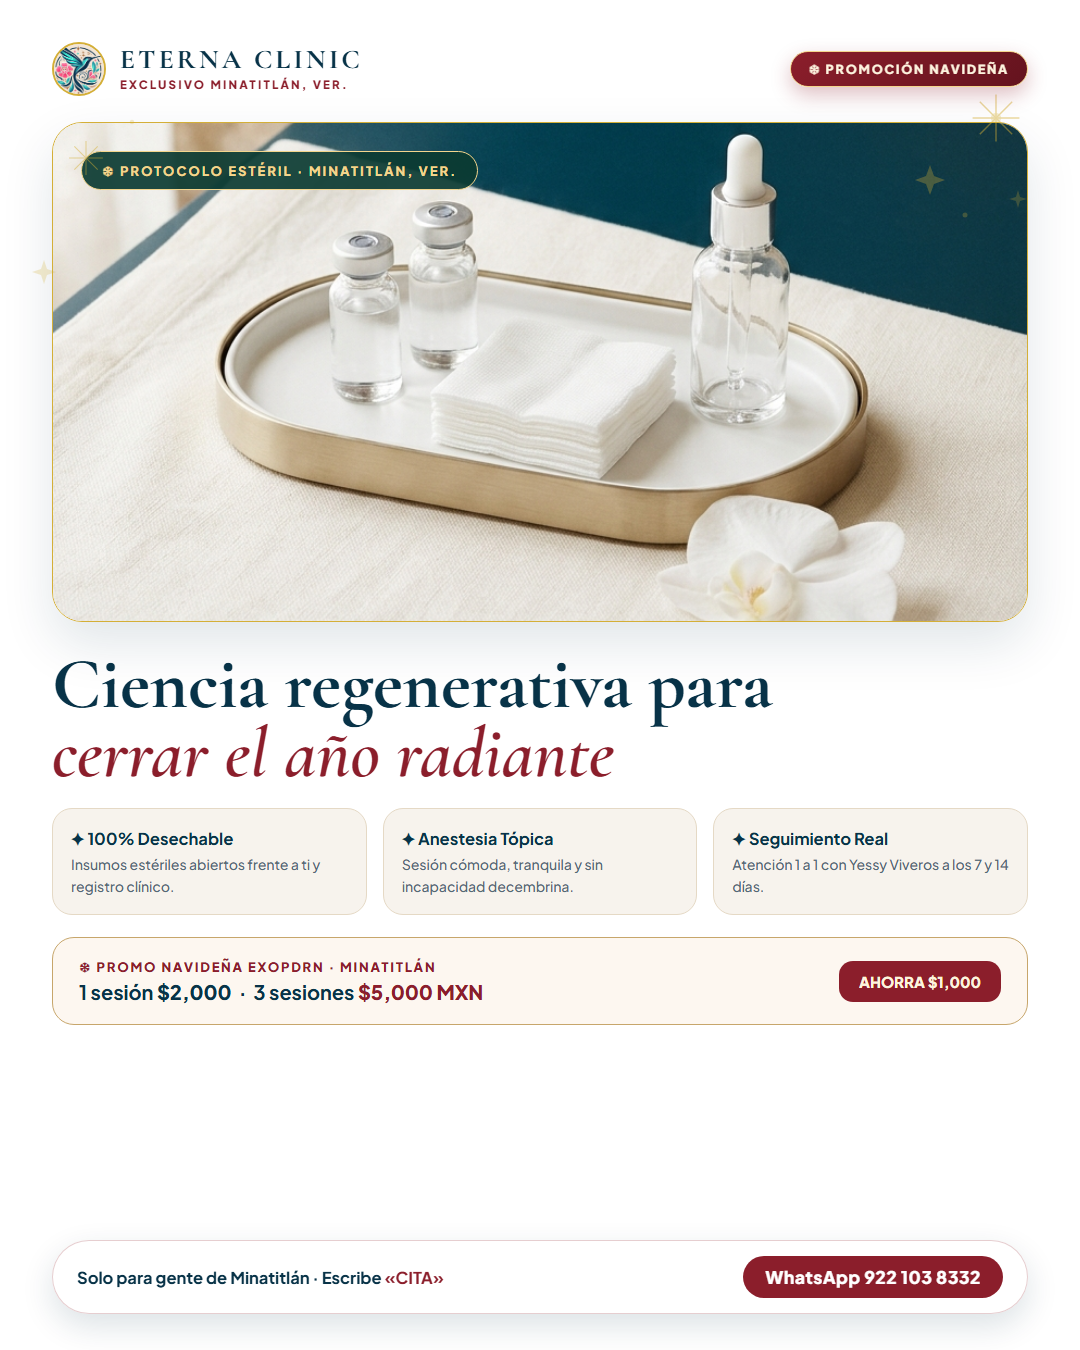 ETERNA CLINIC
EXCLUSIVO MINATITLÁN, VER.
❄ PROMOCIÓN NAVIDEÑA
❄ PROTOCOLO ESTÉRIL · MINATITLÁN, VER.
Ciencia regenerativa para
cerrar el año radiante
✦ 100% Desechable
Insumos estériles abiertos frente a ti y
registro clínico.
✦ Anestesia Tópica
Sesión cómoda, tranquila y sin
incapacidad decembrina.
✦ Seguimiento Real
Atención 1 a 1 con Yessy Viveros a los 7 y 14
días.
❄ PROMO NAVIDEÑA EXOPDRN · MINATITLÁN
1 sesión $2,000 · 3 sesiones $5,000 MXN
AHORRA $1,000
Solo para gente de Minatitlán · Escribe «CITA»
WhatsApp 922 103 8332